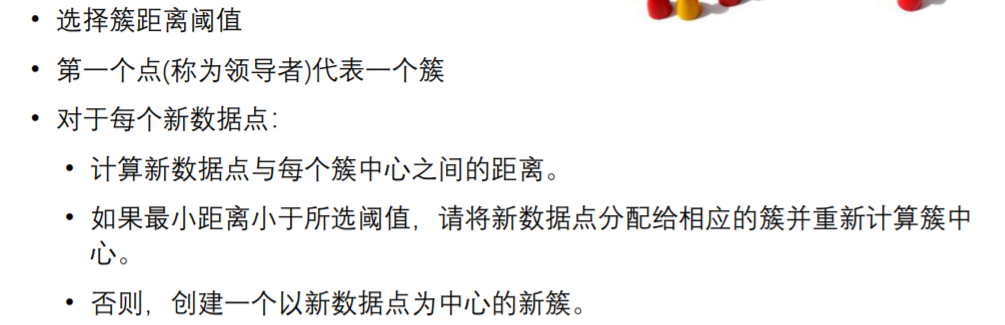 • 选择簇距离阈值
• 第一个点(称为领导者)代表一个簇
• 对于每个新数据点:
• 计算新数据点与每个簇中心之间的距离。
• 如果最小距离小于所选阈值，请将新数据点分配给相应的簇并重新计算簇中
心。
• 否则，创建一个以新数据点为中心的新簇。